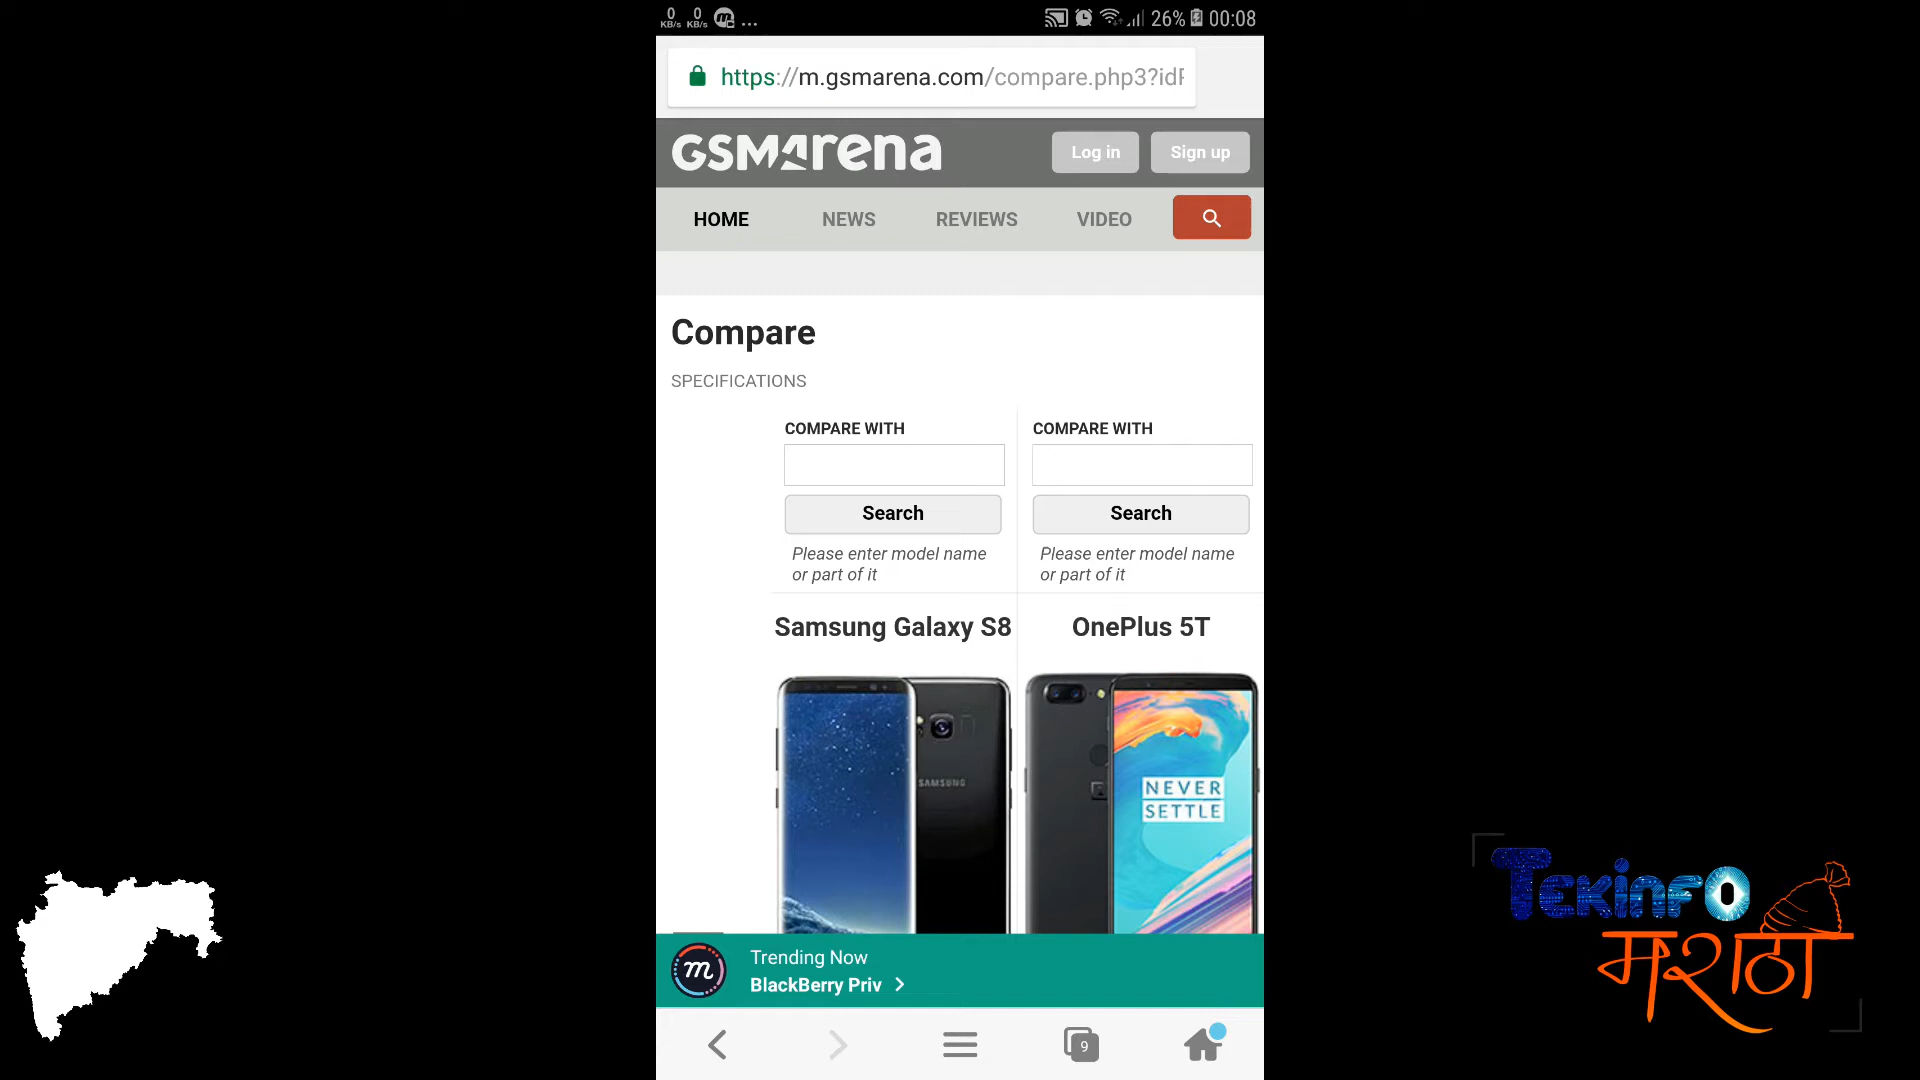 0 KB/s 0 KB/s ... 26% 00:08
https://m.gsmarena.com/compare.php3?idF
GSMArena Log in Sign up
HOME NEWS REVIEWS VIDEO
Compare
SPECIFICATIONS
COMPARE WITH COMPARE WITH
Search Search
Please enter model name Please enter model name
or part of it or part of it
Samsung Galaxy S8 OnePlus 5T
SAMSUNG
NEVER
SETTLE
Trending Now
m
BlackBerry Priv
9
TEKINFO
मराठा